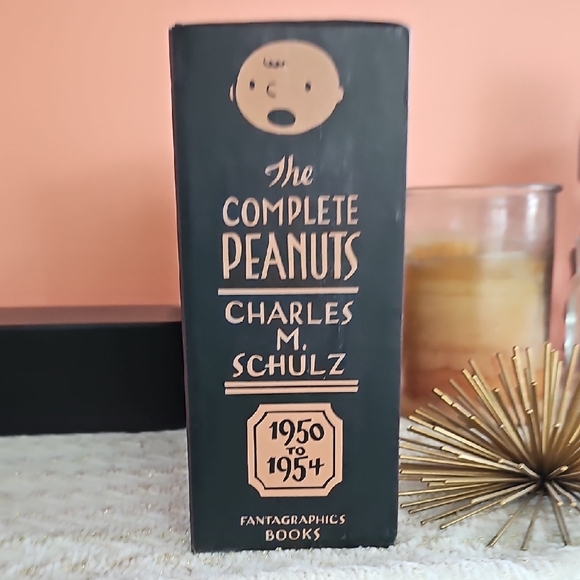 The
COMPLETE
PEANUTS
CHARLES
M.
SCHULZ
1950
TO
1954
FANTAGRAPHICS
BOOKS